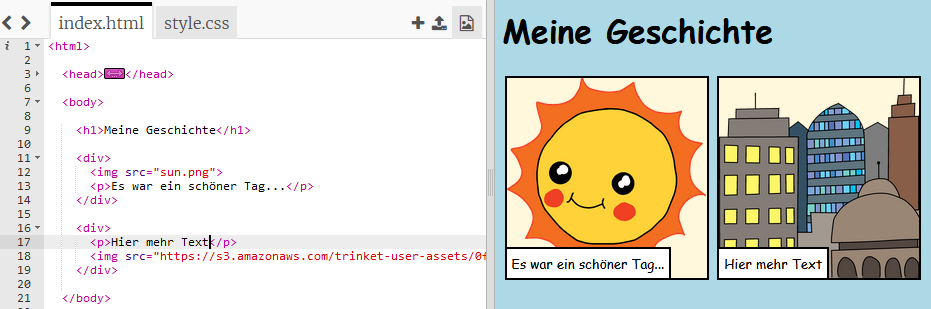 index.html style.css
1 <html>
2
3 <head></head>
6
7 <body>
8
9 <h1>Meine Geschichte</h1>
10
11 <div>
12 <img src="sun.png">
13 <p>Es war ein schöner Tag...</p>
14 </div>
15
16 <div>
17 <p>Hier mehr Text</p>
18 <img src="https://s3.amazonaws.com/trinket-user-assets/0f
19 </div>
20
21 </body>
Meine Geschichte
Es war ein schöner Tag...
Hier mehr Text